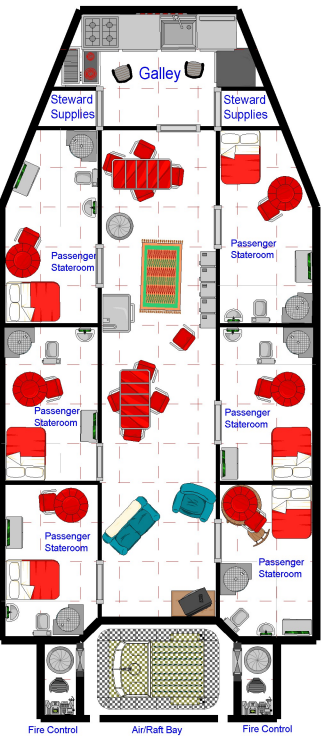 Galley
Steward
Supplies
Steward
Supplies
Passenger
Stateroom
Passenger
Stateroom
Passenger
Stateroom
Passenger
Stateroom
Passenger
Stateroom
Passenger
Stateroom
Fire Control
Air/Raft Bay
Fire Control